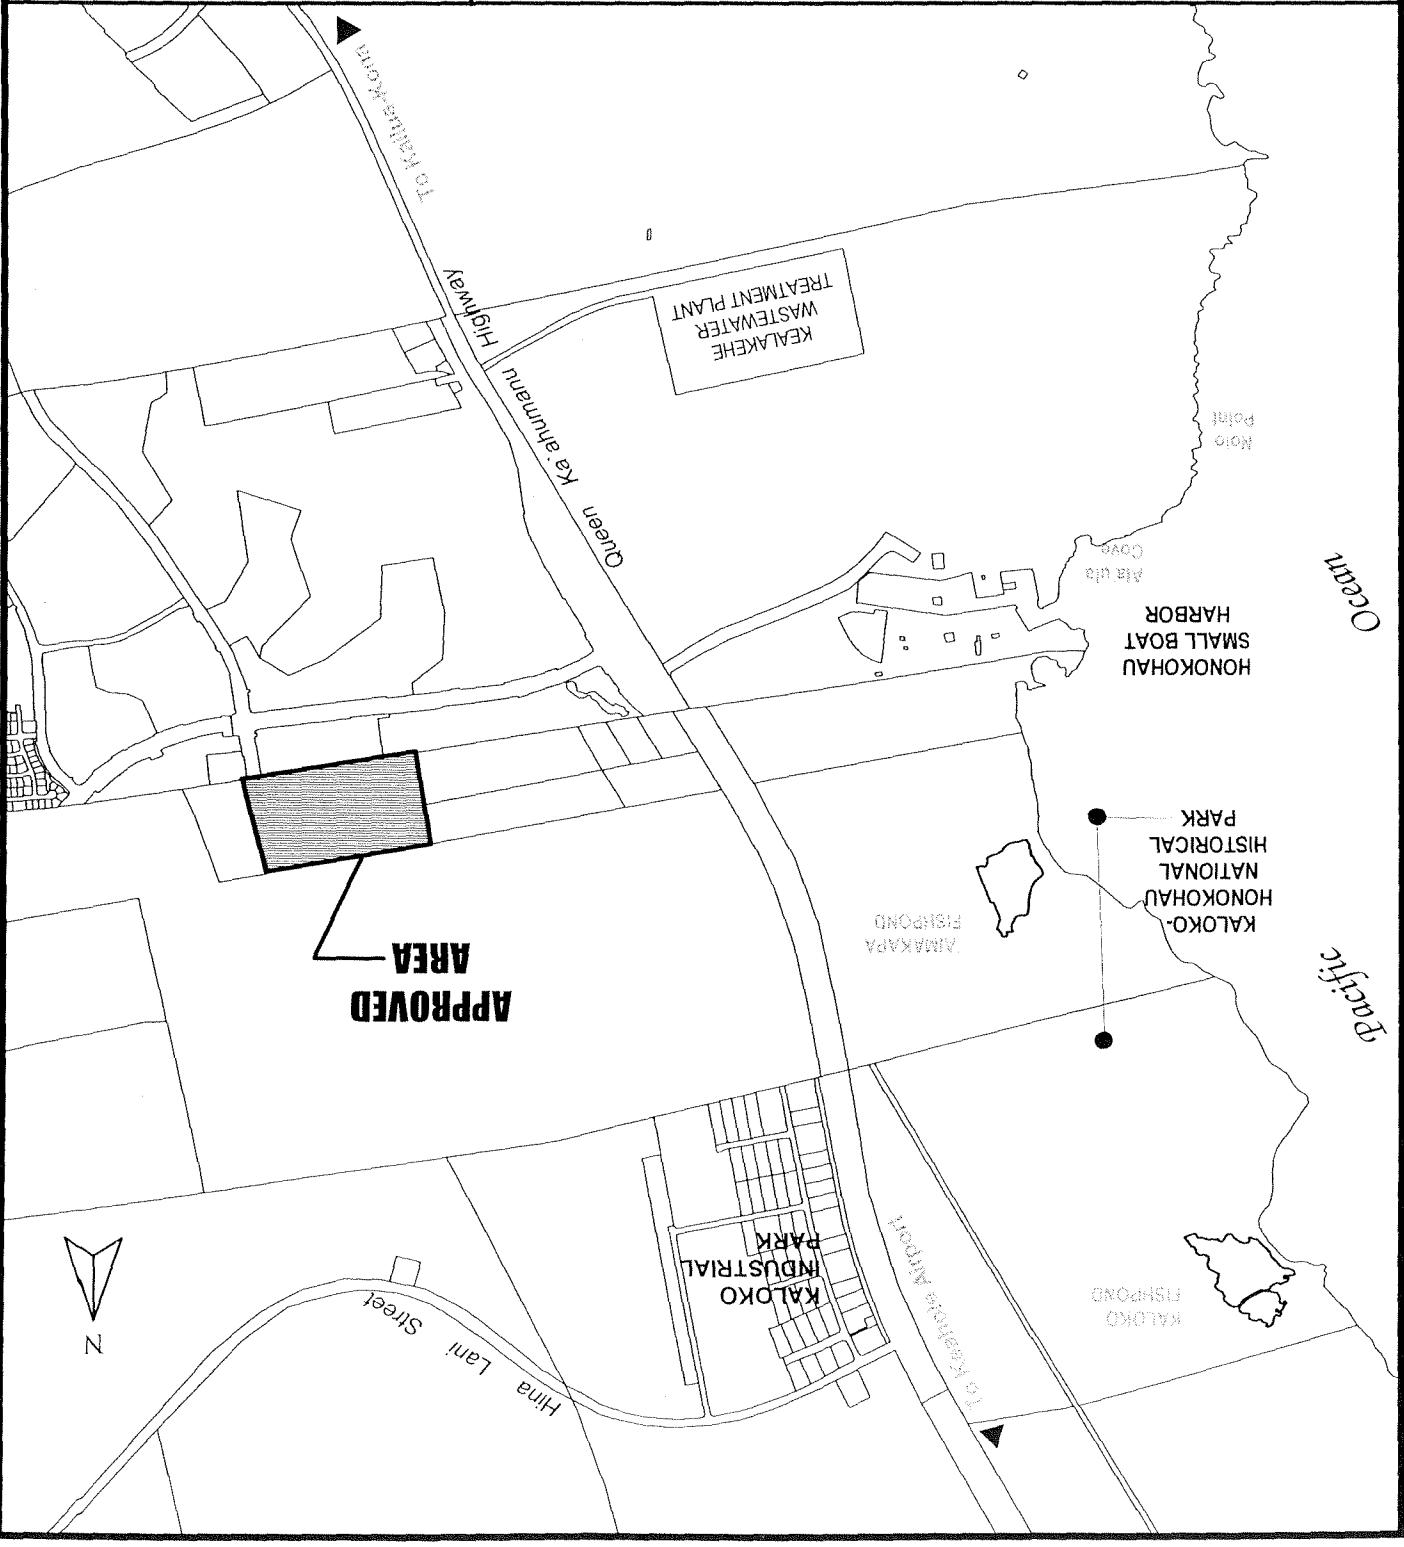 N
Hina Lani Street
KALOKO
INDUSTRIAL
PARK
To Keahole Airport
KALOKO
FISHPOND
Pacific
Ocean
KALOKO-
HONOKOHAU
NATIONAL
HISTORICAL
PARK
'AIMAKAPA
FISHPOND
APPROVED
AREA
HONOKOHAU
SMALL BOAT
HARBOR
Ala'ula
Cove
Noio
Point
Queen Ka'ahumanu Highway
KEALAKEHE
WASTEWATER
TREATMENT PLANT
To Kailua-Kona